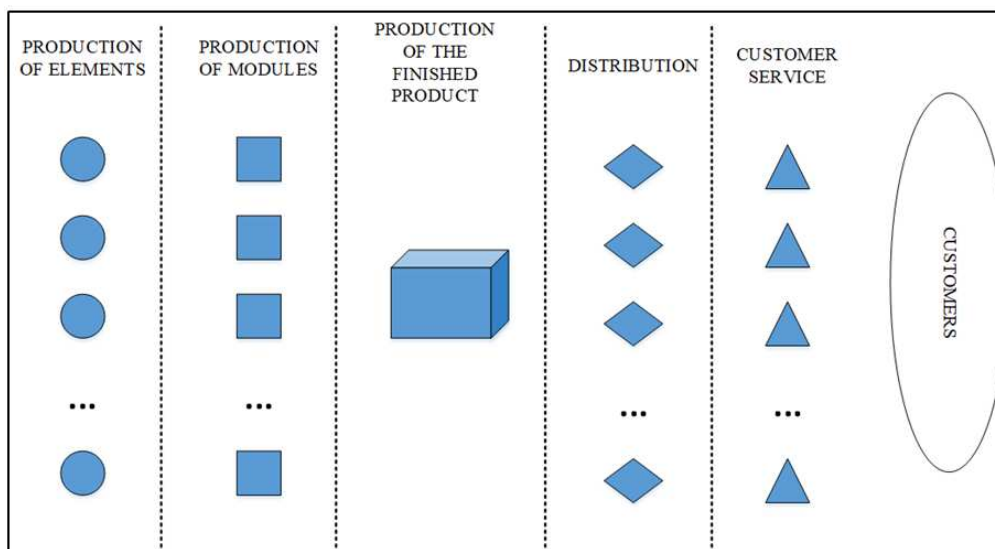 PRODUCTION
OF ELEMENTS
PRODUCTION
OF MODULES
PRODUCTION
OF THE
FINISHED
PRODUCT
DISTRIBUTION
CUSTOMER
SERVICE
CUSTOMERS
...
...
...
...